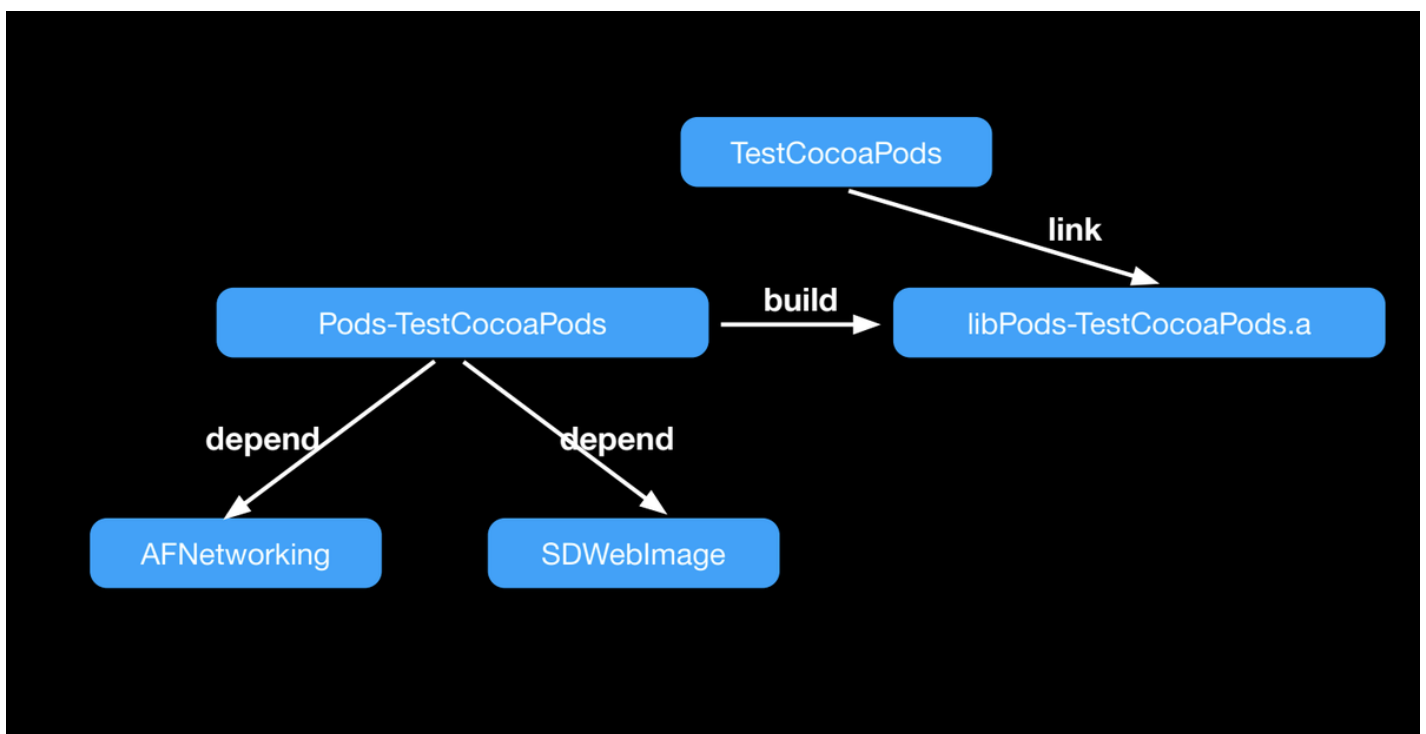 TestCocoaPods
link
build
Pods-TestCocoaPods
libPods-TestCocoaPods.a
depend
depend
AFNetworking
SDWebImage